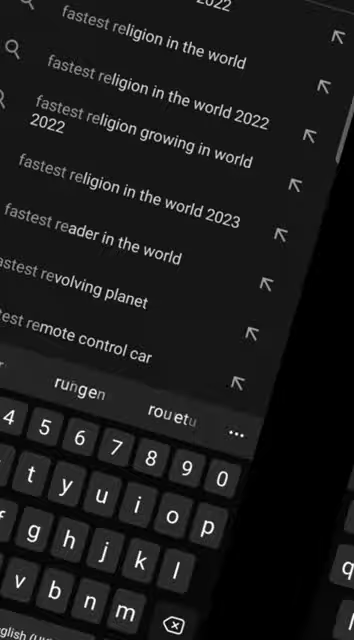 2022
fastest religion in the world
fastest religion in the world 2022
fastest religion growing in world
2022
fastest religion in the world 2023
fastest reader in the world
astest revolving planet
test remote control car
rungen
4 5 6 7 8 9 0
t y u i o p
f g h j k l
q
v b n m